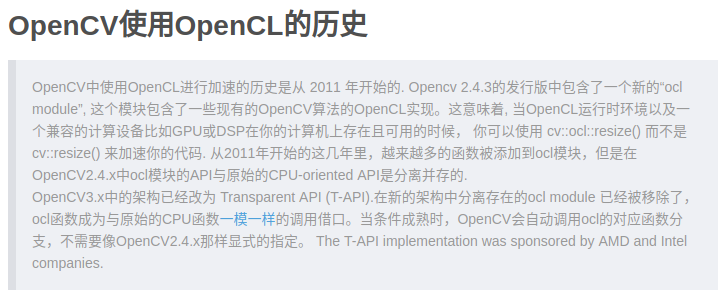 OpenCV使用OpenCL的历史
OpenCV中使用OpenCL进行加速的历史是从 2011 年开始的. Opencv 2.4.3的发行版中包含了一个新的“ocl
module”, 这个模块包含了一些现有的OpenCV算法的OpenCL实现。这意味着, 当OpenCL运行时环境以及一
个兼容的计算设备比如GPU或DSP在你的计算机上存在且可用的时候， 你可以使用 cv::ocl::resize() 而不是
cv::resize() 来加速你的代码. 从2011年开始的这几年里，越来越多的函数被添加到ocl模块，但是在
OpenCV2.4.x中ocl模块的API与原始的CPU-oriented API是分离并存的.
OpenCV3.x中的架构已经改为 Transparent API (T-API).在新的架构中分离存在的ocl module 已经被移除了，
ocl函数成为与原始的CPU函数一模一样的调用借口。当条件成熟时，OpenCV会自动调用ocl的对应函数分
支，不需要像OpenCV2.4.x那样显式的指定。 The T-API implementation was sponsored by AMD and Intel
companies.